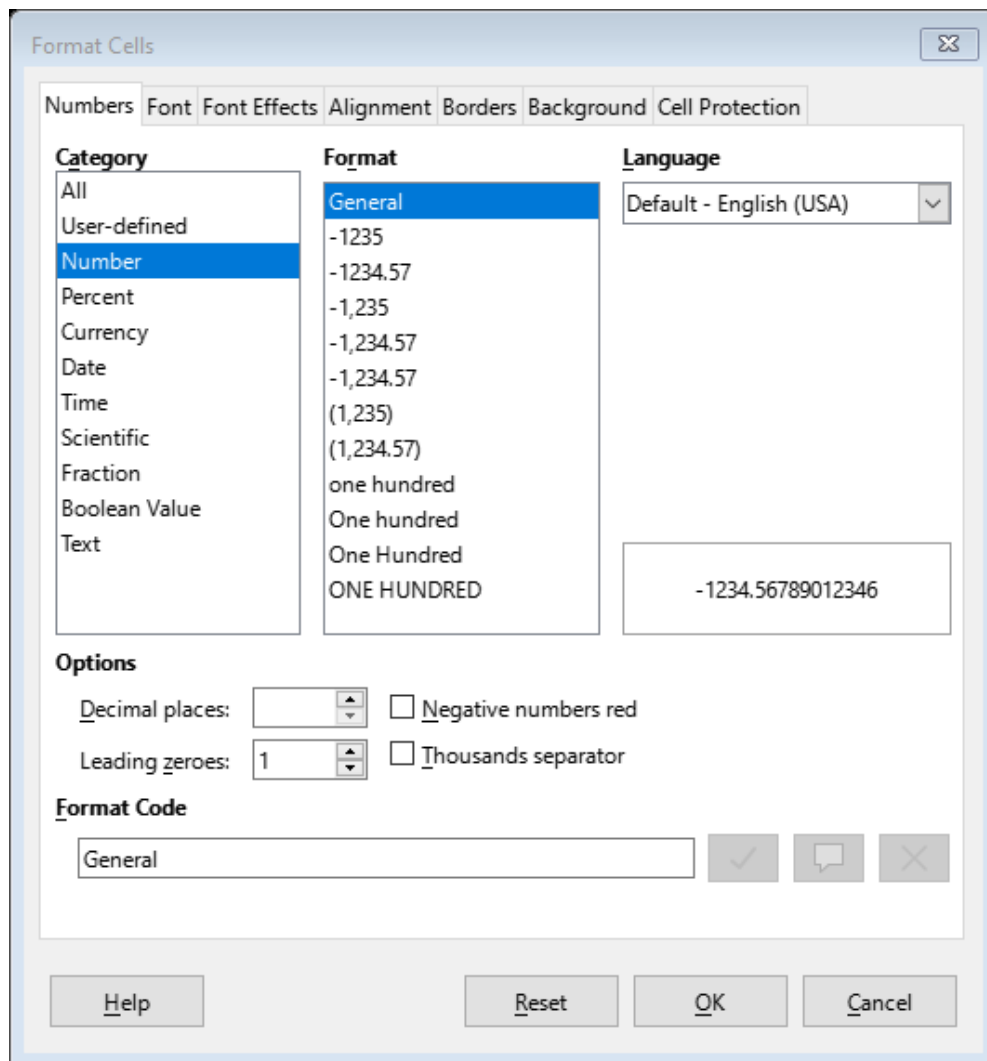 Format Cells
Numbers Font Font Effects Alignment Borders Background Cell Protection
Category
All
User-defined
Number
Percent
Currency
Date
Time
Scientific
Fraction
Boolean Value
Text
Format
General
-1235
-1234.57
-1,235
-1,234.57
-1,234.57
(1,235)
(1,234.57)
one hundred
One hundred
One Hundred
ONE HUNDRED
Language
Default - English (USA)
-1234.56789012346
Options
Decimal places:
Negative numbers red
Leading zeroes: 1
Thousands separator
Format Code
General
Help Reset OK Cancel